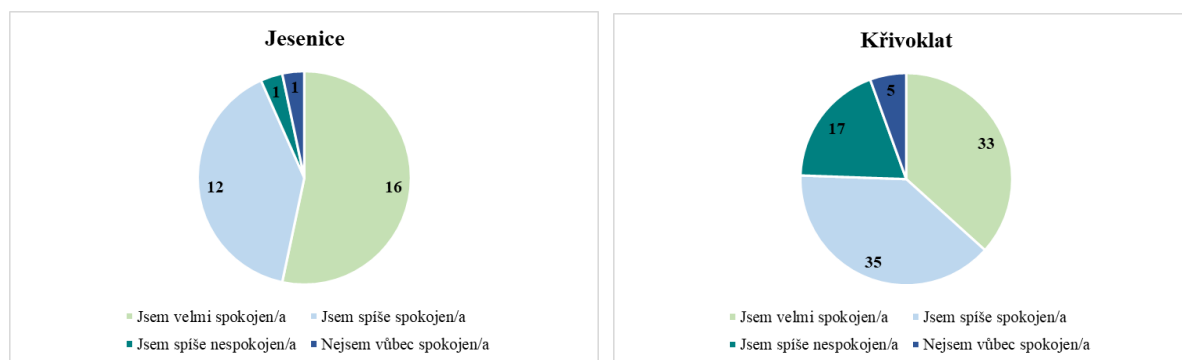 Jesenice
1
1
12
16
Jsem velmi spokojen/a
Jsem spíše spokojen/a
Jsem spíše nespokojen/a
Nejsem vůbec spokojen/a
Křivoklat
5
17
33
35
Jsem velmi spokojen/a
Jsem spíše spokojen/a
Jsem spíše nespokojen/a
Nejsem vůbec spokojen/a